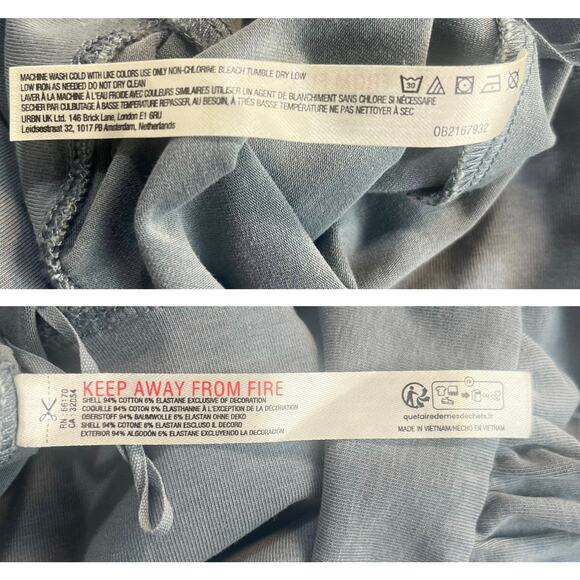 MACHINE WASH COLD WITH LIKE COLORS USE ONLY NON-CHLORINE BLEACH TUMBLE DRY LOW
LOW IRON AS NEEDED DO NOT DRY CLEAN
LAVER À LA MACHINE À L'EAU FROIDE AVEC COULEURS SIMILAIRES UTILISER UN AGENT DE BLANCHIMENT SANS CHLORE SI NÉCESSAIRE
SECHER PAR CULBUTAGE À BASSE TEMPERATURE REPASSER, AU BESOIN, À TRÈS BASSE TEMPÉRATURE NE PAS NETTOYER À SEC
URBN UK Ltd. 146 Brick Lane, London E1 6RU
Leidsestraat 32, 1017 PB Amsterdam, Netherlands
30
0B2167932
RN : 66170
CA : 32054
KEEP AWAY FROM FIRE
SHELL 94% COTTON 6% ELASTANE EXCLUSIVE OF DECORATION
COQUILLE 94% COTON 6% ÉLASTHANNE À L'EXCEPTION DE LA DÉCORATION
OBERSTOFF 94% BAUMWOLLE 6% ELASTAN OHNE DEKO
SHELL 94% COTONE 6% ELASTAN ESCLUSO IL DECORO
EXTERIOR 94% ALGODÓN 6% ELASTÁN EXCLUYENDO LA DECORACIÓN
FR
quefairedemesdechets.fr
MADE IN VIETNAM/HECHO EN VIETNAM